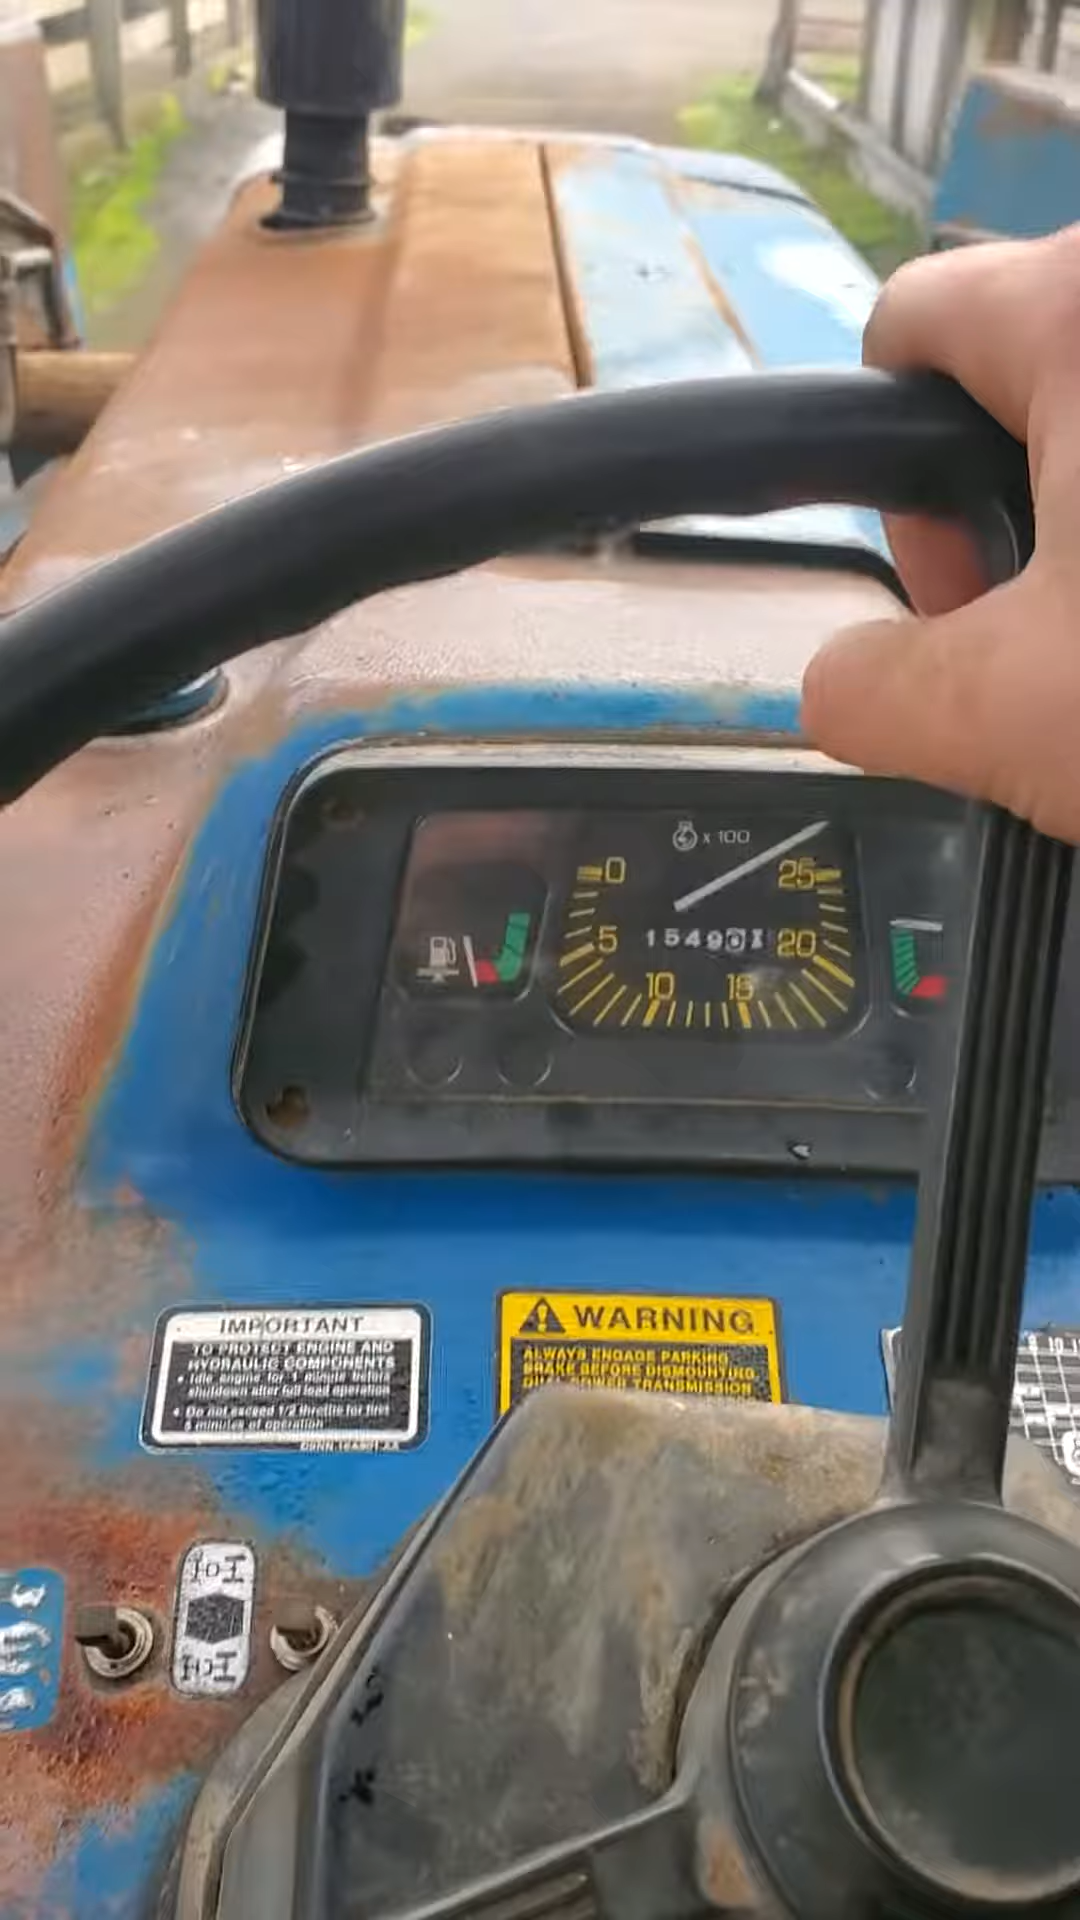 x 100
0
25
5
20
10
15
IMPORTANT
TO PROTECT ENGINE AND
HYDRAULIC COMPONENTS
• Idle engine for 1 minute before
shutdown after full load operation
• Do not exceed 1/2 throttle for first
5 minutes of operation
WARNING
ALWAYS ENGAGE PARKING
BRAKE BEFORE DISMOUNTING
DUAL POWER TRANSMISSION